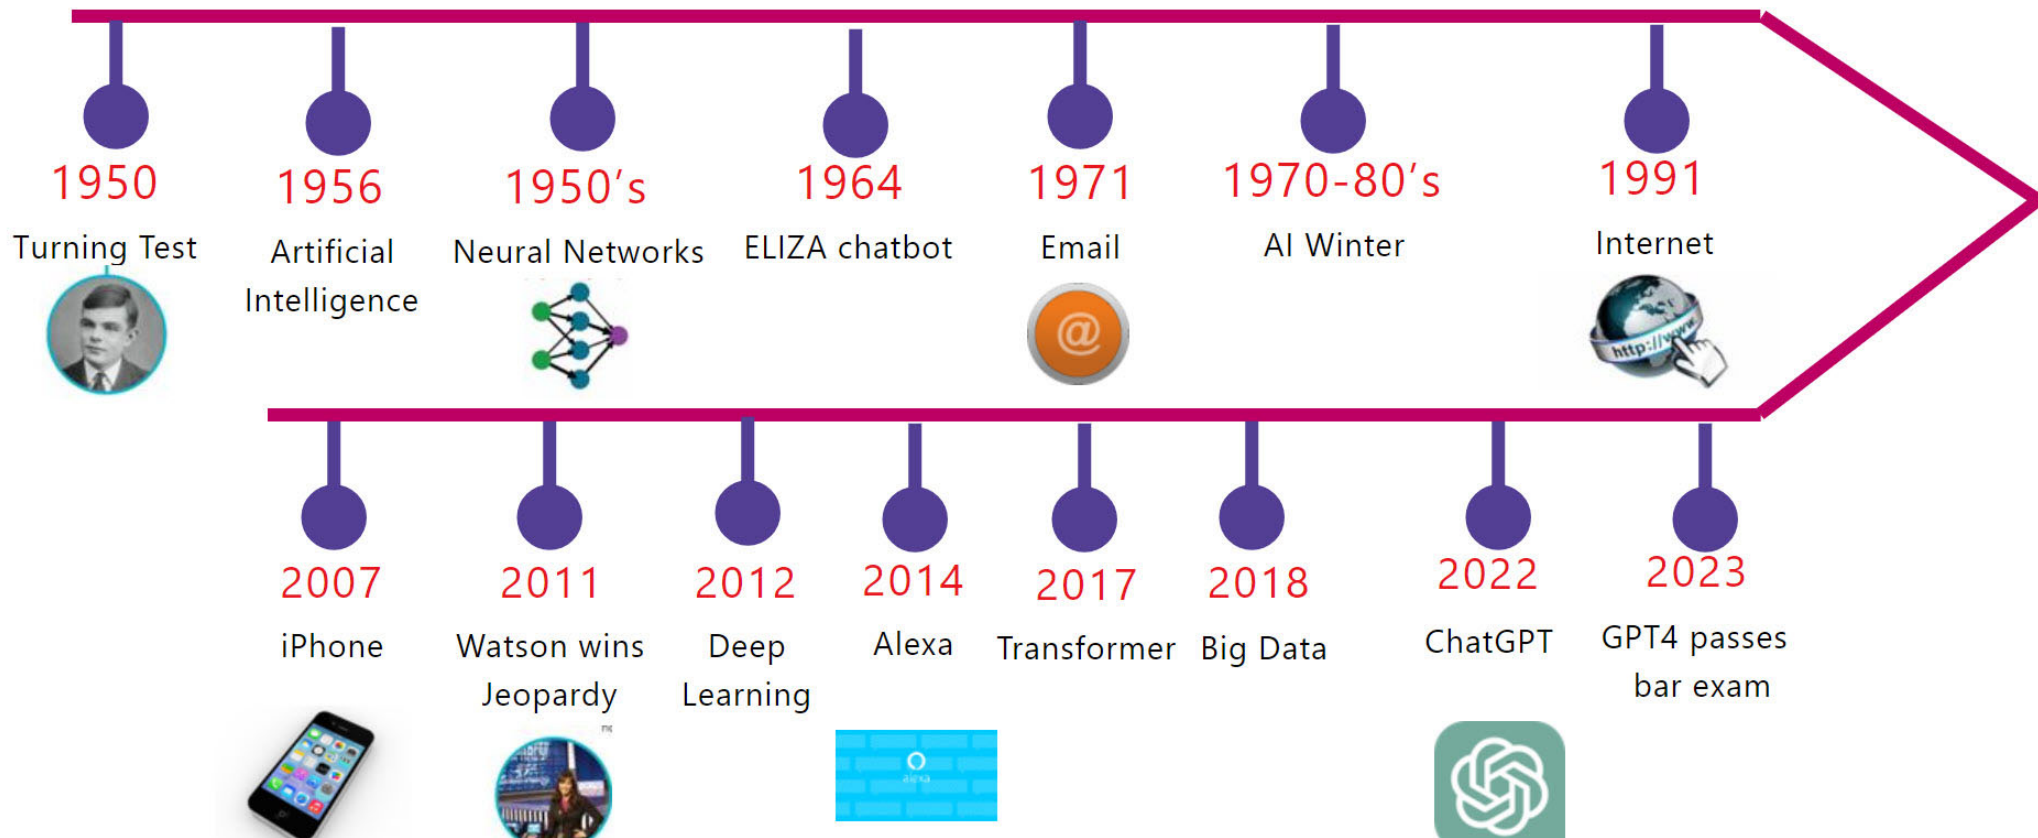 1950
Turning Test
1956
Artificial
Intelligence
1950's
Neural Networks
1964
ELIZA chatbot
1971
Email
@
1970-80's
AI Winter
1991
Internet
http://www.
2007
iPhone
2011
Watson wins
Jeopardy
2012
Deep
Learning
2014
Alexa
alexa
2017
Transformer
2018
Big Data
2022
ChatGPT
2023
GPT4 passes
bar exam